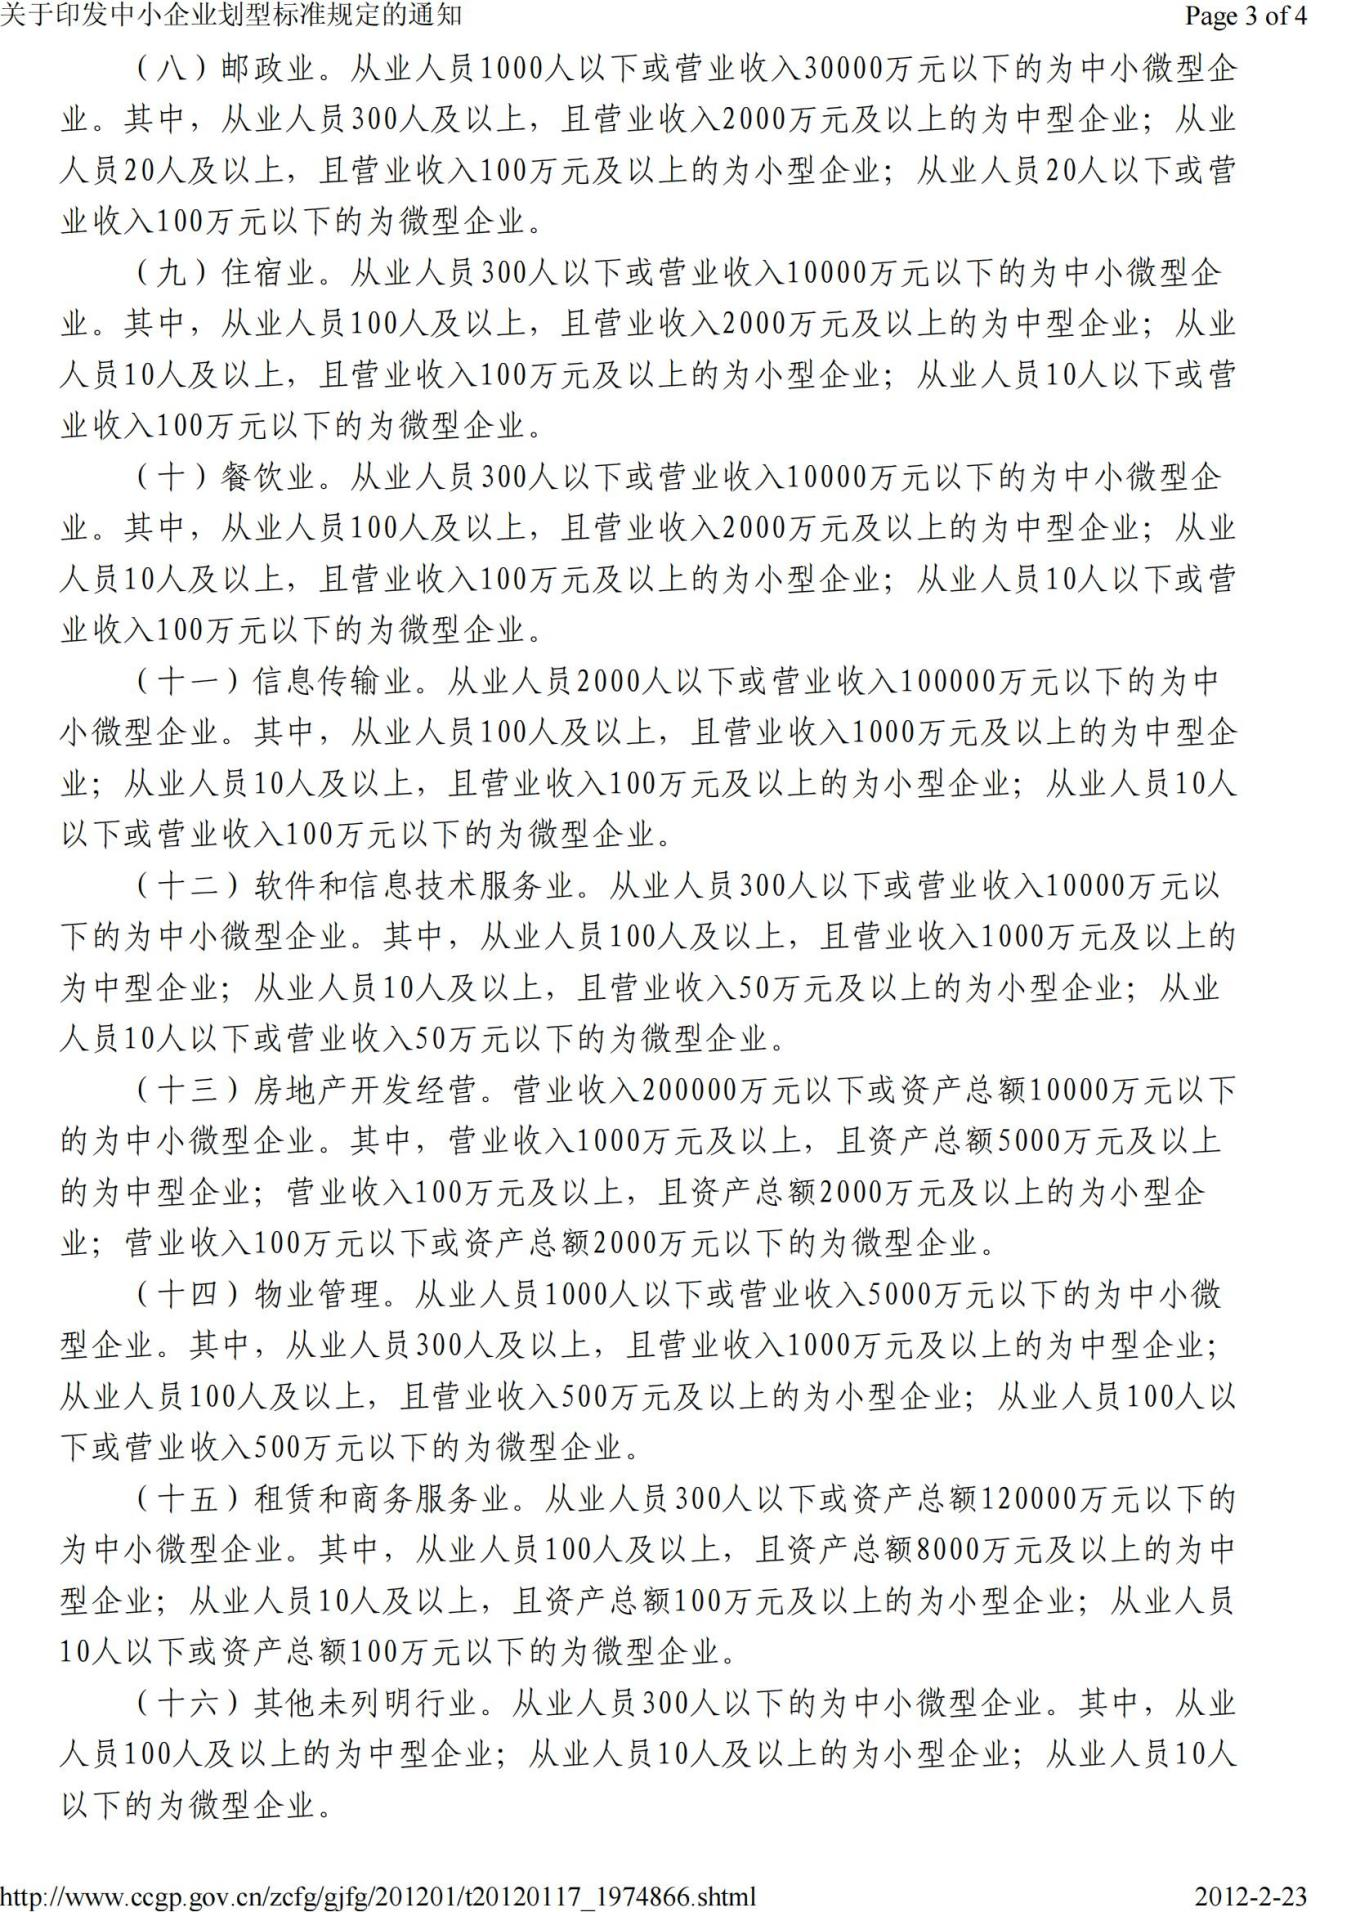 关于印发中小企业划型标准规定的通知
Page 3 of 4
（八）邮政业。从业人员1000人以下或营业收入30000万元以下的为中小微型企
业。其中，从业人员300人及以上，且营业收入2000万元及以上的为中型企业；从业
人员20人及以上，且营业收入100万元及以上的为小型企业；从业人员20人以下或营
业收入100万元以下的为微型企业。
（九）住宿业。从业人员300人以下或营业收入10000万元以下的为中小微型企
业。其中，从业人员100人及以上，且营业收入2000万元及以上的为中型企业；从业
人员10人及以上，且营业收入100万元及以上的为小型企业；从业人员10人以下或营
业收入100万元以下的为微型企业。
（十）餐饮业。从业人员300人以下或营业收入10000万元以下的为中小微型企
业。其中，从业人员100人及以上，且营业收入2000万元及以上的为中型企业；从业
人员10人及以上，且营业收入100万元及以上的为小型企业；从业人员10人以下或营
业收入100万元以下的为微型企业。
（十一）信息传输业。从业人员2000人以下或营业收入100000万元以下的为中
小微型企业。其中，从业人员100人及以上，且营业收入1000万元及以上的为中型企
业；从业人员10人及以上，且营业收入100万元及以上的为小型企业；从业人员10人
以下或营业收入100万元以下的为微型企业。
（十二）软件和信息技术服务业。从业人员300人以下或营业收入10000万元以
下的为中小微型企业。其中，从业人员100人及以上，且营业收入1000万元及以上的
为中型企业；从业人员10人及以上，且营业收入50万元及以上的为小型企业；从业
人员10人以下或营业收入50万元以下的为微型企业。
（十三）房地产开发经营。营业收入200000万元以下或资产总额10000万元以下
的为中小微型企业。其中，营业收入1000万元及以上，且资产总额5000万元及以上
的为中型企业；营业收入100万元及以上，且资产总额2000万元及以上的为小型企
业；营业收入100万元以下或资产总额2000万元以下的为微型企业。
（十四）物业管理。从业人员1000人以下或营业收入5000万元以下的为中小微
型企业。其中，从业人员300人及以上，且营业收入1000万元及以上的为中型企业；
从业人员100人及以上，且营业收入500万元及以上的为小型企业；从业人员100人以
下或营业收入500万元以下的为微型企业。
（十五）租赁和商务服务业。从业人员300人以下或资产总额120000万元以下的
为中小微型企业。其中，从业人员100人及以上，且资产总额8000万元及以上的为中
型企业；从业人员10人及以上，且资产总额100万元及以上的为小型企业；从业人员
10人以下或资产总额100万元以下的为微型企业。
（十六）其他未列明行业。从业人员300人以下的为中小微型企业。其中，从业
人员100人及以上的为中型企业；从业人员10人及以上的为小型企业；从业人员10人
以下的为微型企业。
http://www.ccgp.gov.cn/zcfg/gjfg/201201/t20120117_1974866.shtml
2012-2-23